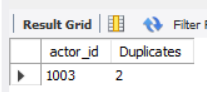 Result Grid Filter
actor_id Duplicates
1003 2